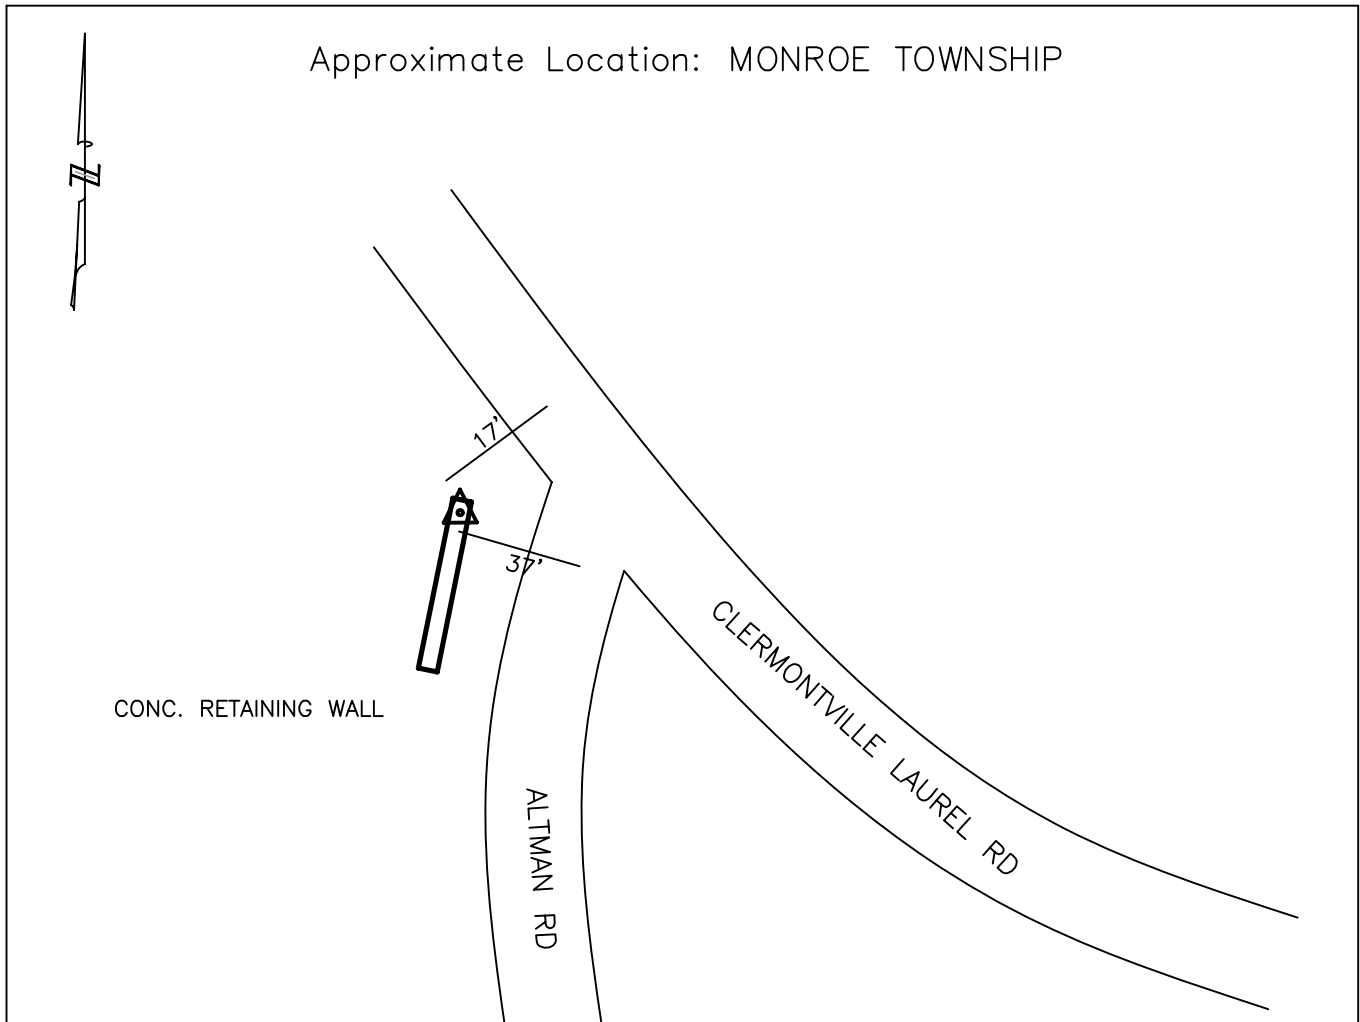 Approximate Location: MONROE TOWNSHIP
N
17'
37'
CLERMONTVILLE LAUREL RD
CONC. RETAINING WALL
ALTMAN RD